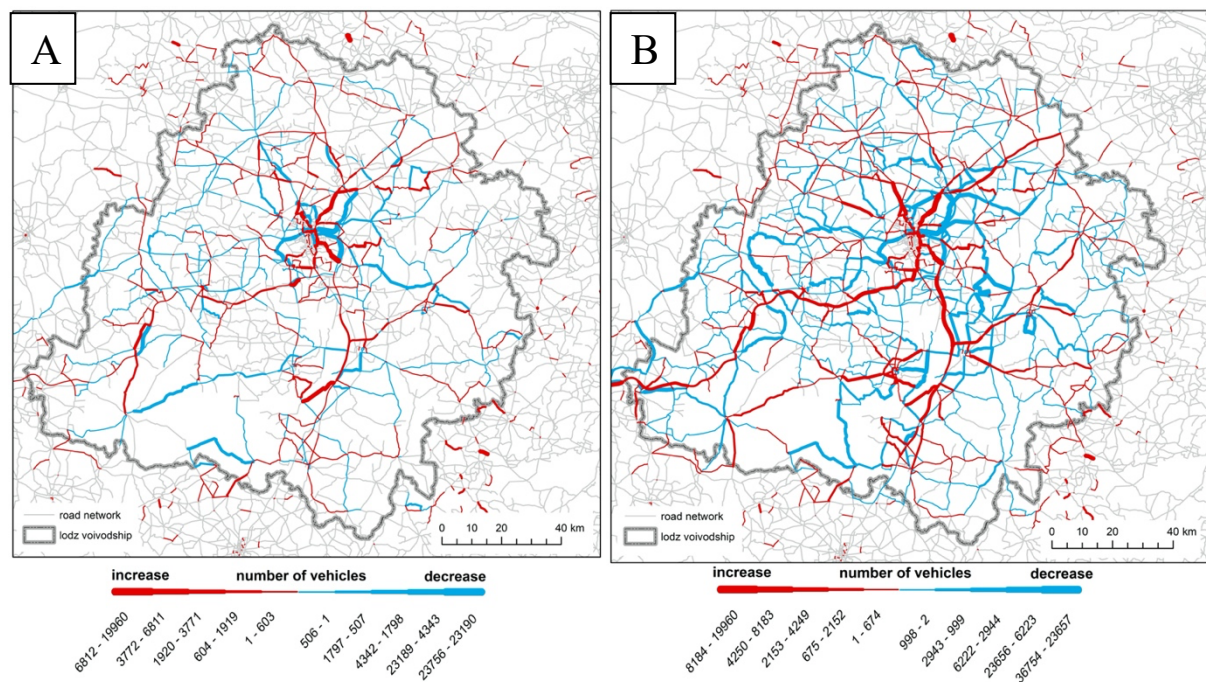 A
road network
lodz voivodship
0 10 20 40 km
increase number of vehicles decrease
6812 - 19960
3772 - 6811
1920 - 3771
604 - 1919
1 - 603
506 - 1
1797 - 507
4342 - 1798
23189 - 4343
23756 - 23190
B
road network
lodz voivodship
0 10 20 40 km
increase number of vehicles decrease
8184 - 19960
4250 - 8183
2153 - 4249
675 - 2152
1 - 674
998 - 2
2943 - 999
6222 - 2944
23656 - 6223
36754 - 23657